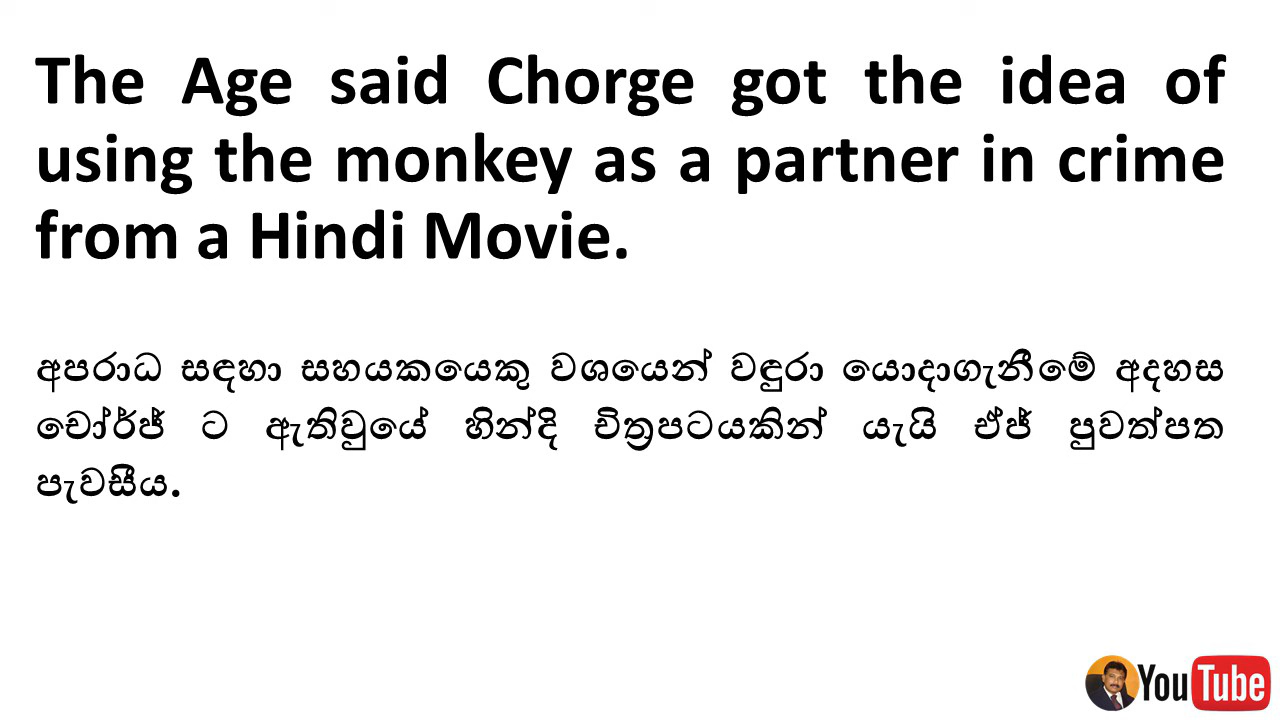 The Age said Chorge got the idea of
using the monkey as a partner in crime
from a Hindi Movie.
අපරාධ සඳහා සහයකයෙකු වශයෙන් වඳුරා යොදාගැනීමේ අදහස
චෝර්ජ් ට ඇතිවුයේ හින්දි චිත්‍රපටයකින් යැයි ඒජ් පුවත්පත
පැවසීය.
YouTube